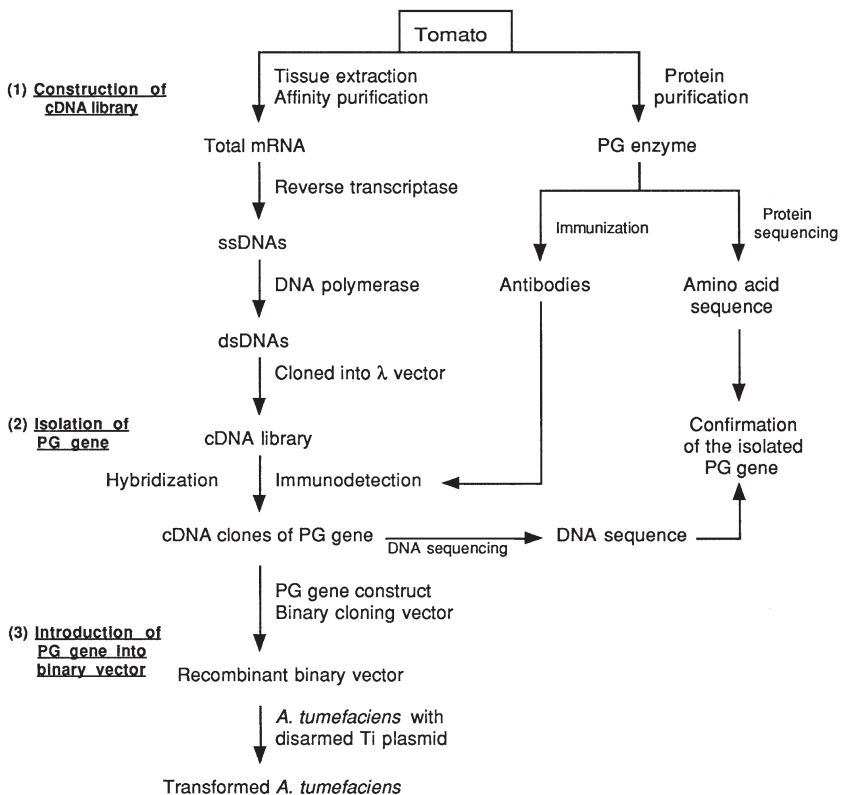 Tomato
Tissue extraction
Affinity purification
Protein
purification
(1) Construction of
cDNA library
Total mRNA
PG enzyme
Reverse transcriptase
Immunization
Protein
sequencing
ssDNAs
DNA polymerase
Antibodies
Amino acid
sequence
dsDNAs
Cloned into λ vector
(2) Isolation of
PG gene
cDNA library
Confirmation
of the isolated
PG gene
Hybridization
Immunodetection
cDNA clones of PG gene
DNA sequencing
DNA sequence
PG gene construct
Binary cloning vector
(3) Introduction of
PG gene into
binary vector
Recombinant binary vector
A. tumefaciens with
disarmed Ti plasmid
Transformed A. tumefaciens